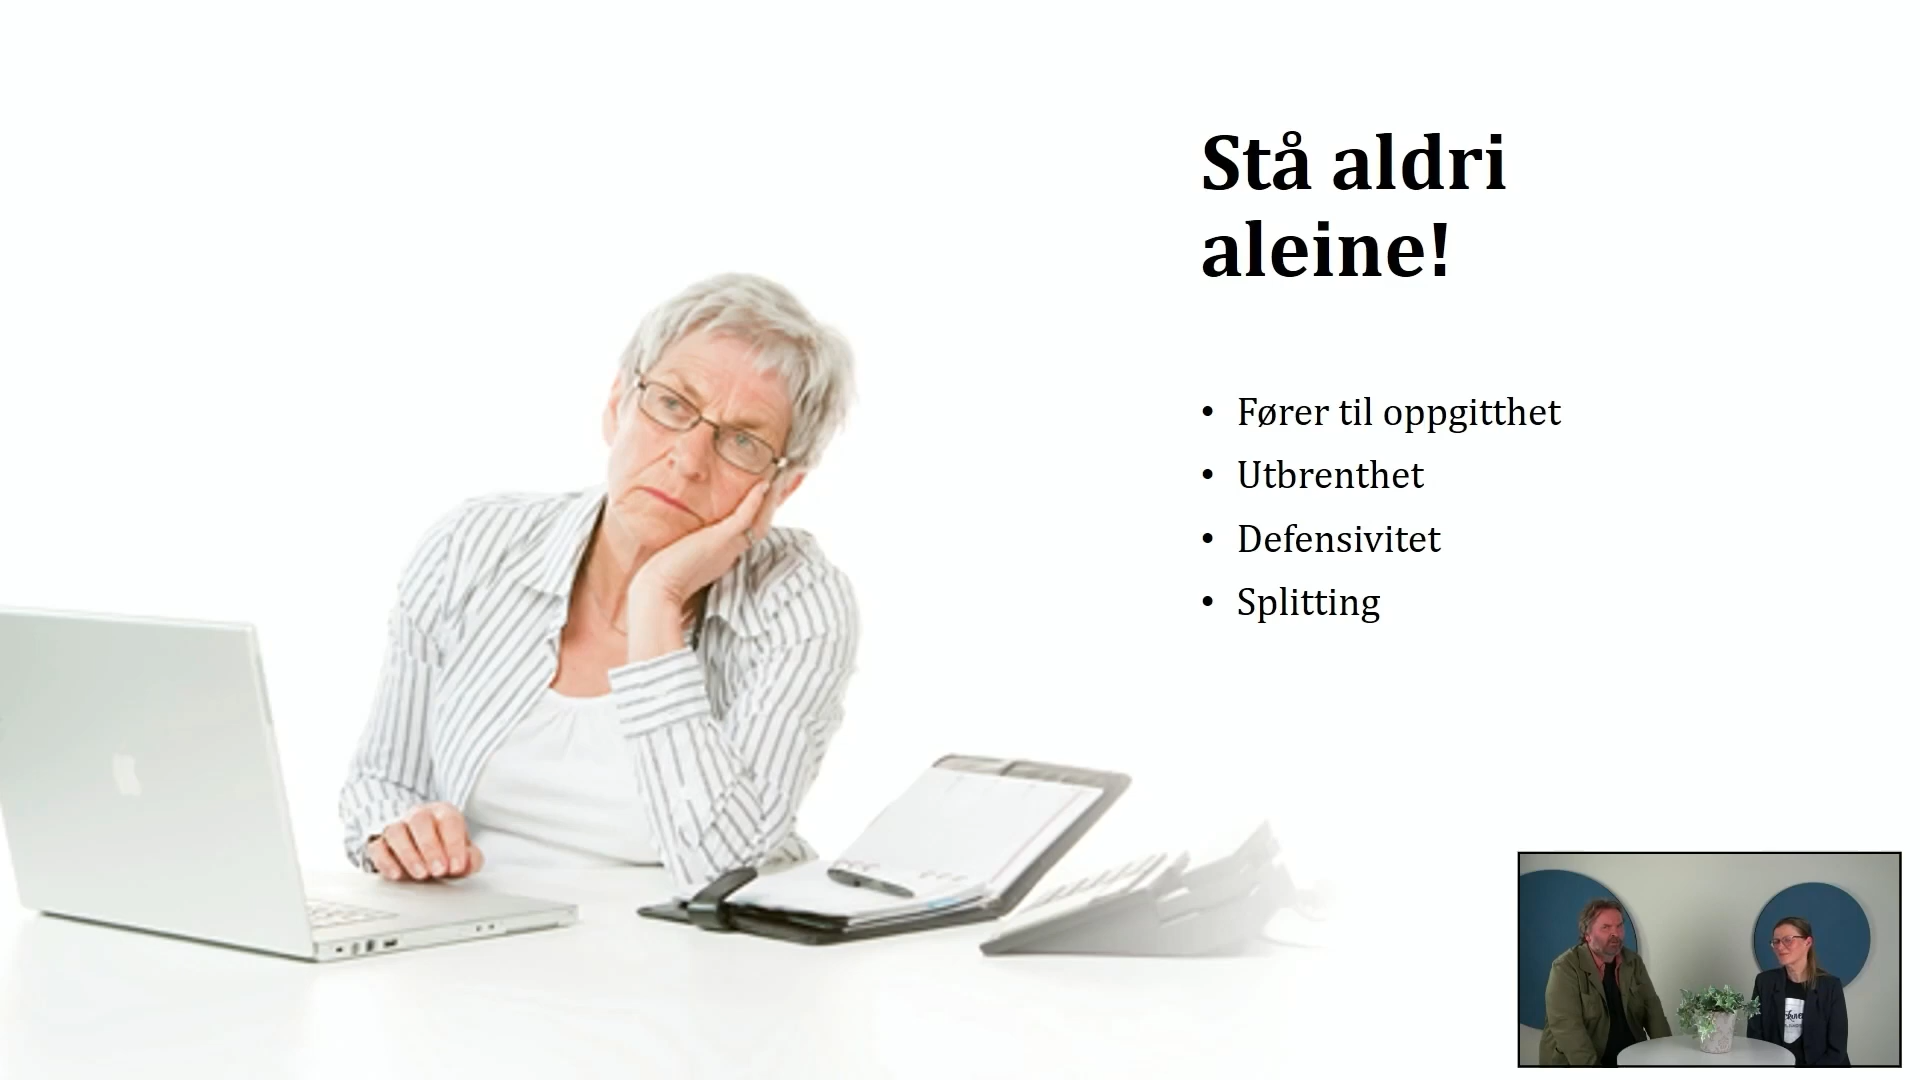 Stå aldri
aleine!
• Fører til oppgitthet
• Utbrenthet
• Defensivitet
• Splitting